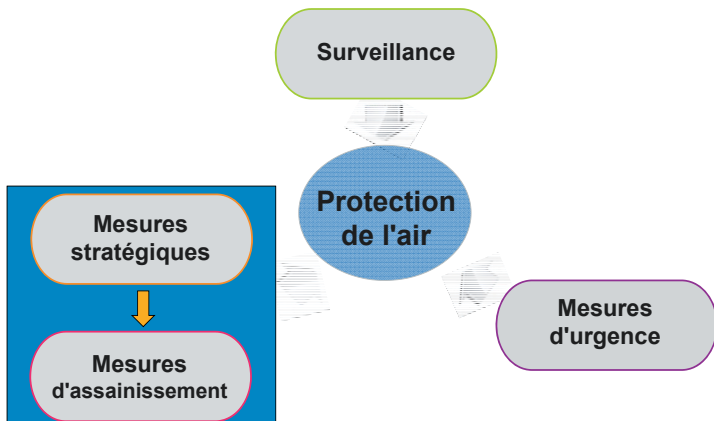 Surveillance
Protection
de l'air
Mesures
stratégiques
Mesures
d'assainissement
Mesures
d'urgence